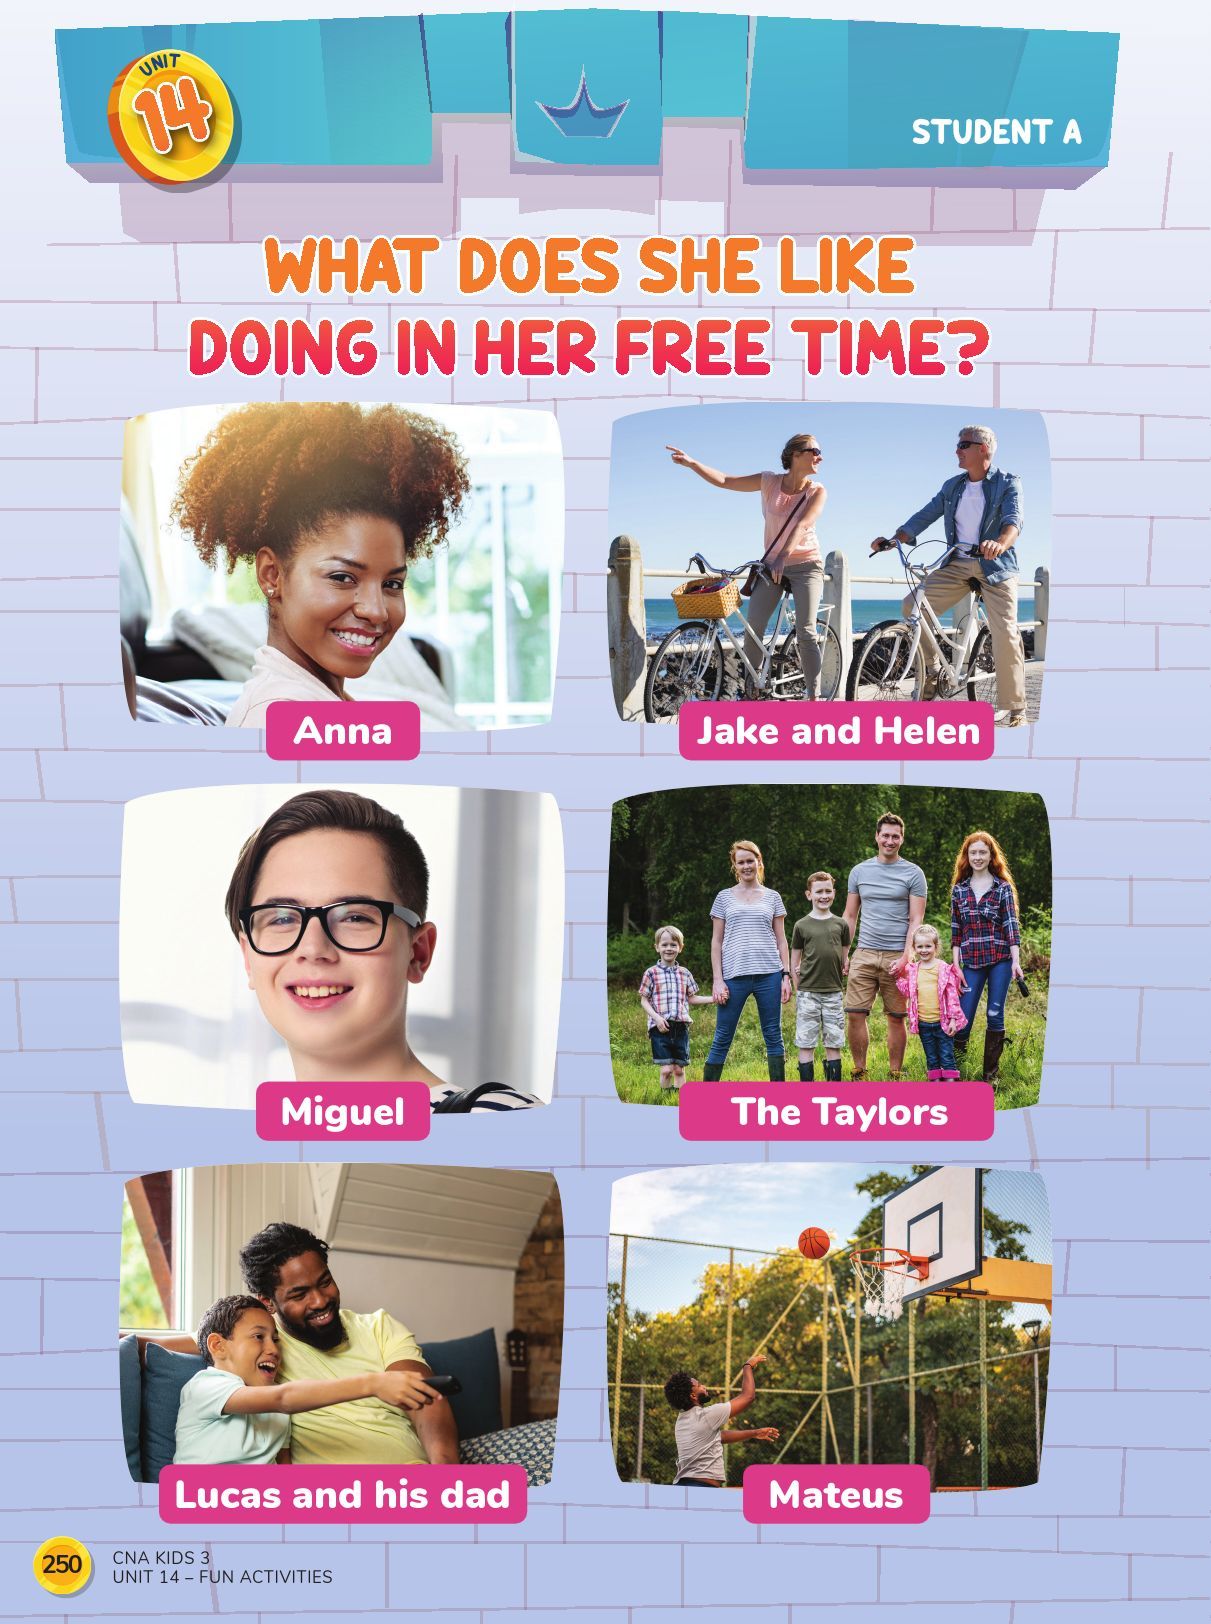 UNIT
14
STUDENT A
WHAT DOES SHE LIKE
DOING IN HER FREE TIME?
Anna
Jake and Helen
Miguel
The Taylors
Lucas and his dad
Mateus
250
CNA KIDS 3
UNIT 14 – FUN ACTIVITIES